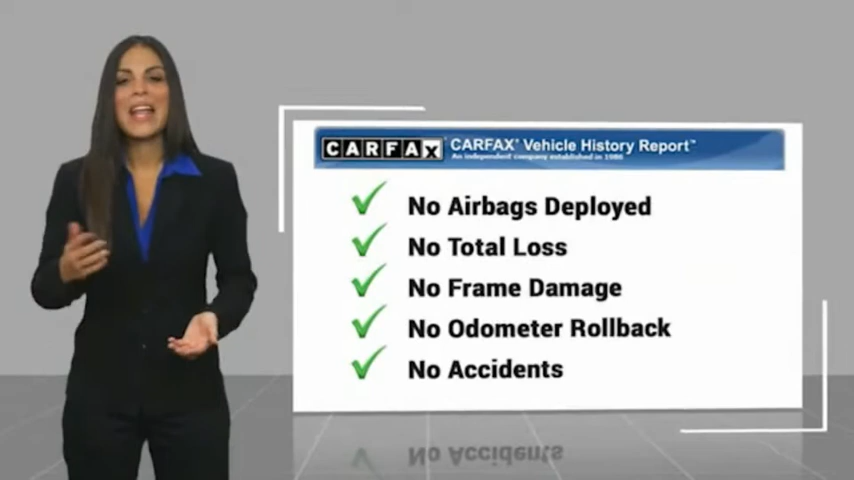 CARFAX CARFAX® Vehicle History Report™
An independent company established in 1986
No Airbags Deployed
No Total Loss
No Frame Damage
No Odometer Rollback
No Accidents
No Accidents